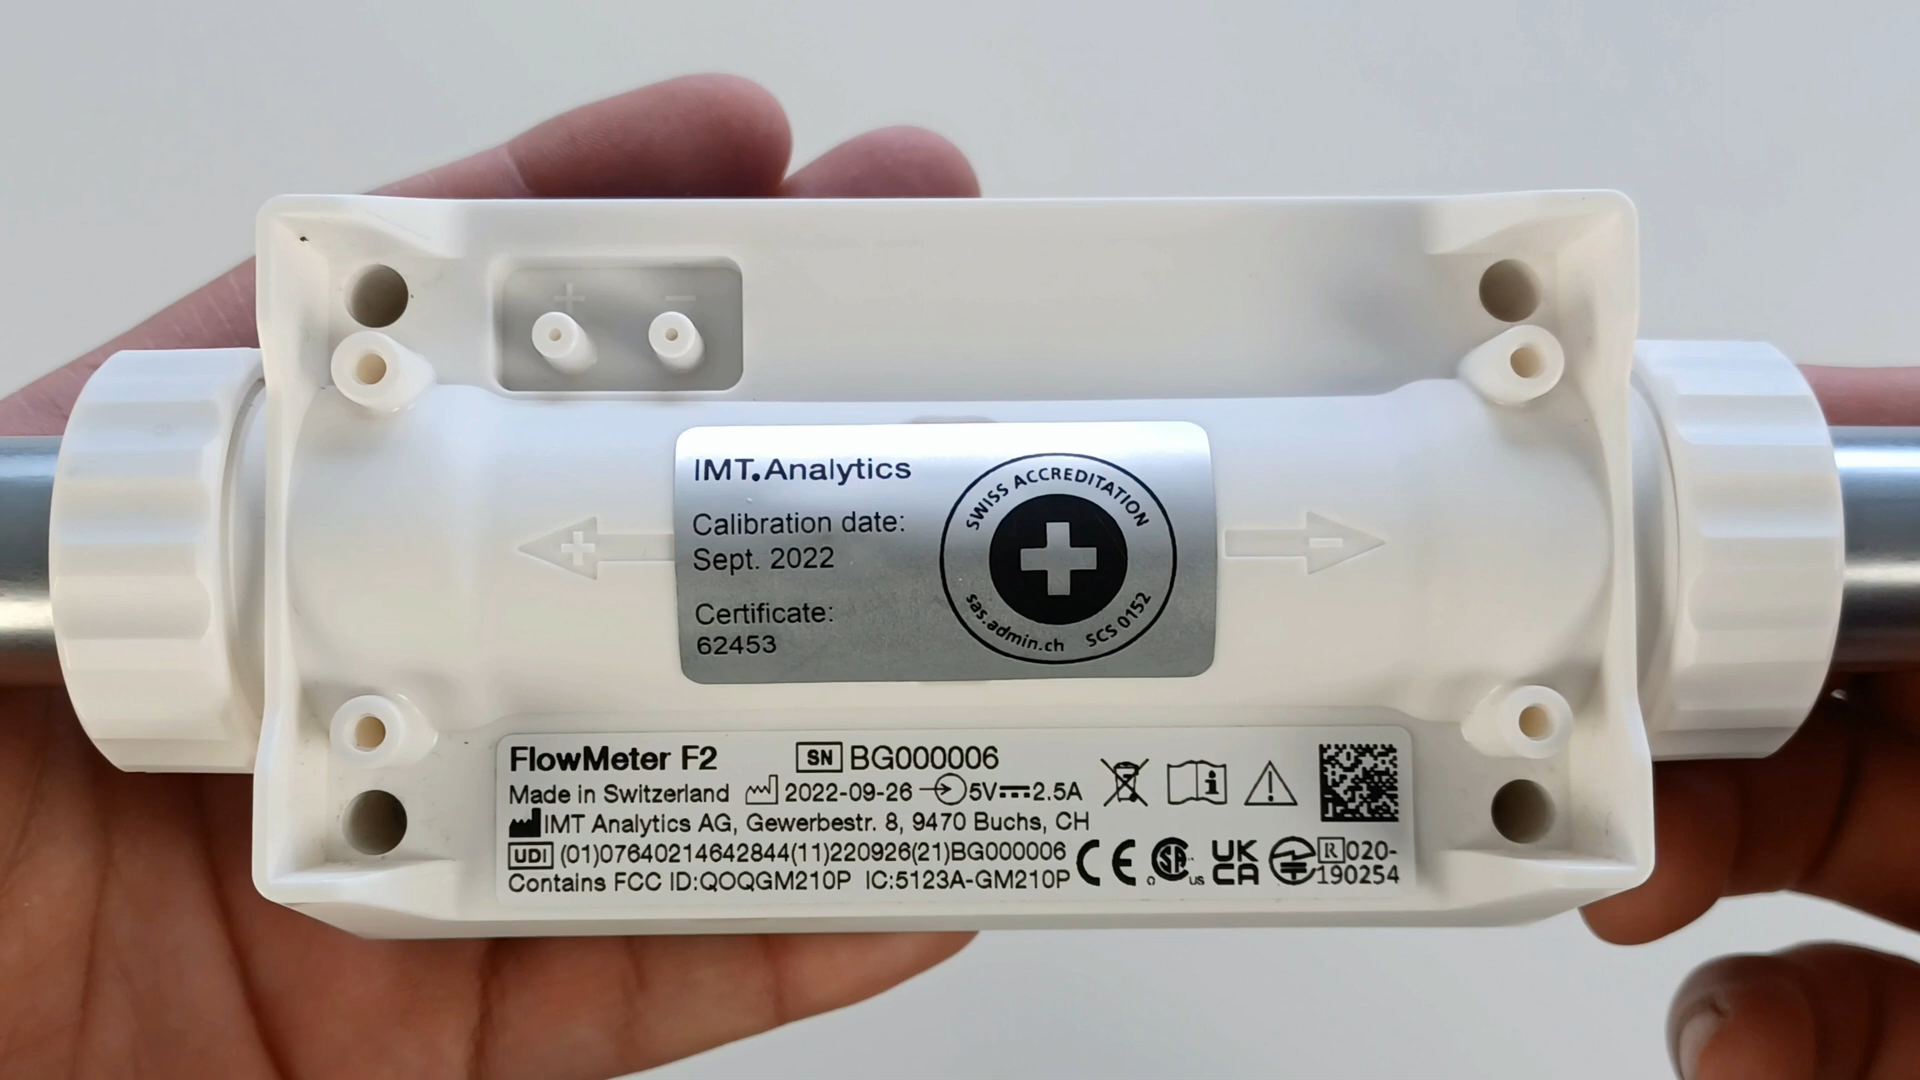 + −
IMT.Analytics
Calibration date:
Sept. 2022
Certificate:
62453
SWISS ACCREDITATION
sas.admin.ch SCS 0152
+ −
FlowMeter F2 SN BG000006
Made in Switzerland 2022-09-26 5V 2.5A
IMT Analytics AG, Gewerbestr. 8, 9470 Buchs, CH
UDI (01)07640214642844(11)220926(21)BG000006
Contains FCC ID:QOQGM210P IC:5123A-GM210P
CE SA US UK CA R 020-
190254